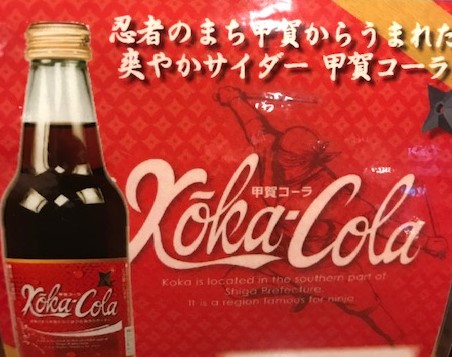 忍者のまち甲賀からうまれた
爽やかサイダー 甲賀コーラ
甲賀コーラ
Kōka-Cola
Koka is located in the southern part of
Shiga Prefecture.
It is a region famous for ninja.
Kōka-Cola